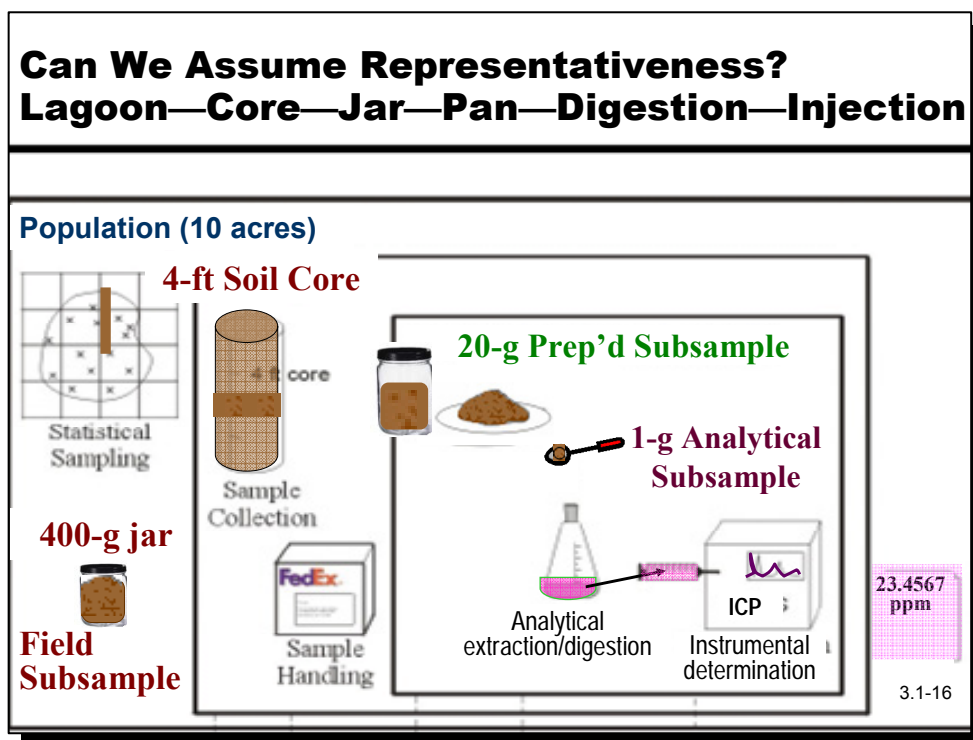 Can We Assume Representativeness?
Lagoon—Core—Jar—Pan—Digestion—Injection
Population (10 acres)
4-ft Soil Core
4 ft core
Statistical
Sampling
Sample
Collection
400-g jar
Field
Subsample
FedEx
Sample
Handling
20-g Prep’d Subsample
1-g Analytical
Subsample
Analytical
extraction/digestion
ICP
Instrumental
determination
23.4567
ppm
3.1-16